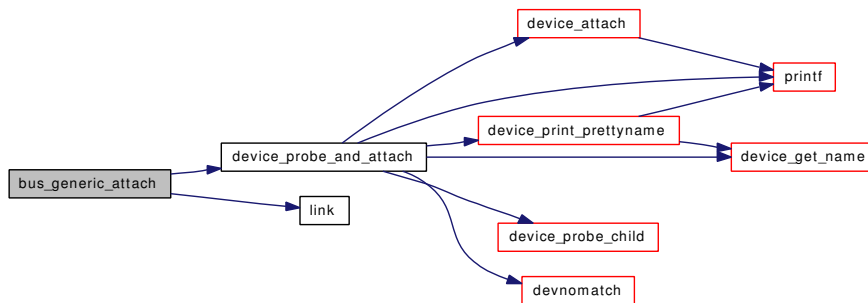 device_attach
printf
device_print_prettyname
device_probe_and_attach
device_get_name
bus_generic_attach
link
device_probe_child
devnomatch